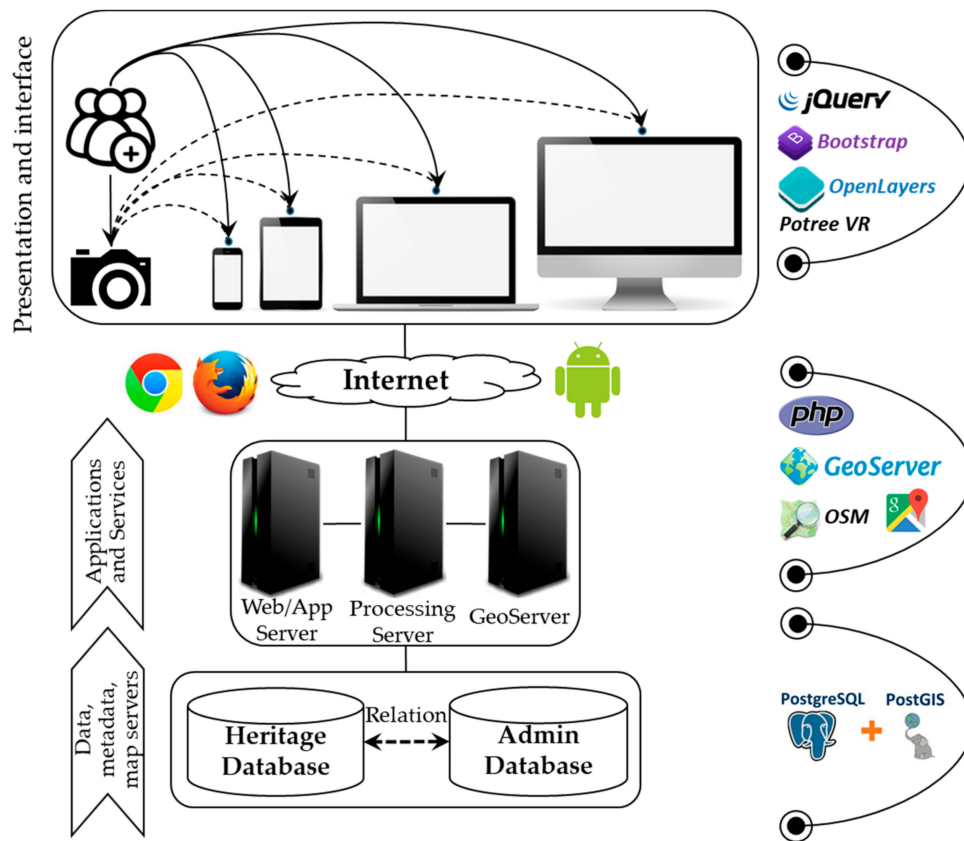 Presentation and interface
jQuery
B
Bootstrap
OpenLayers
Potree VR
Internet
php
Applications
and Services
GeoServer
OSM
g
Web/App
Server
Processing
Server
GeoServer
Data,
metadata,
map servers
Relation
Heritage
Database
Admin
Database
PostgreSQL
PostGIS
+